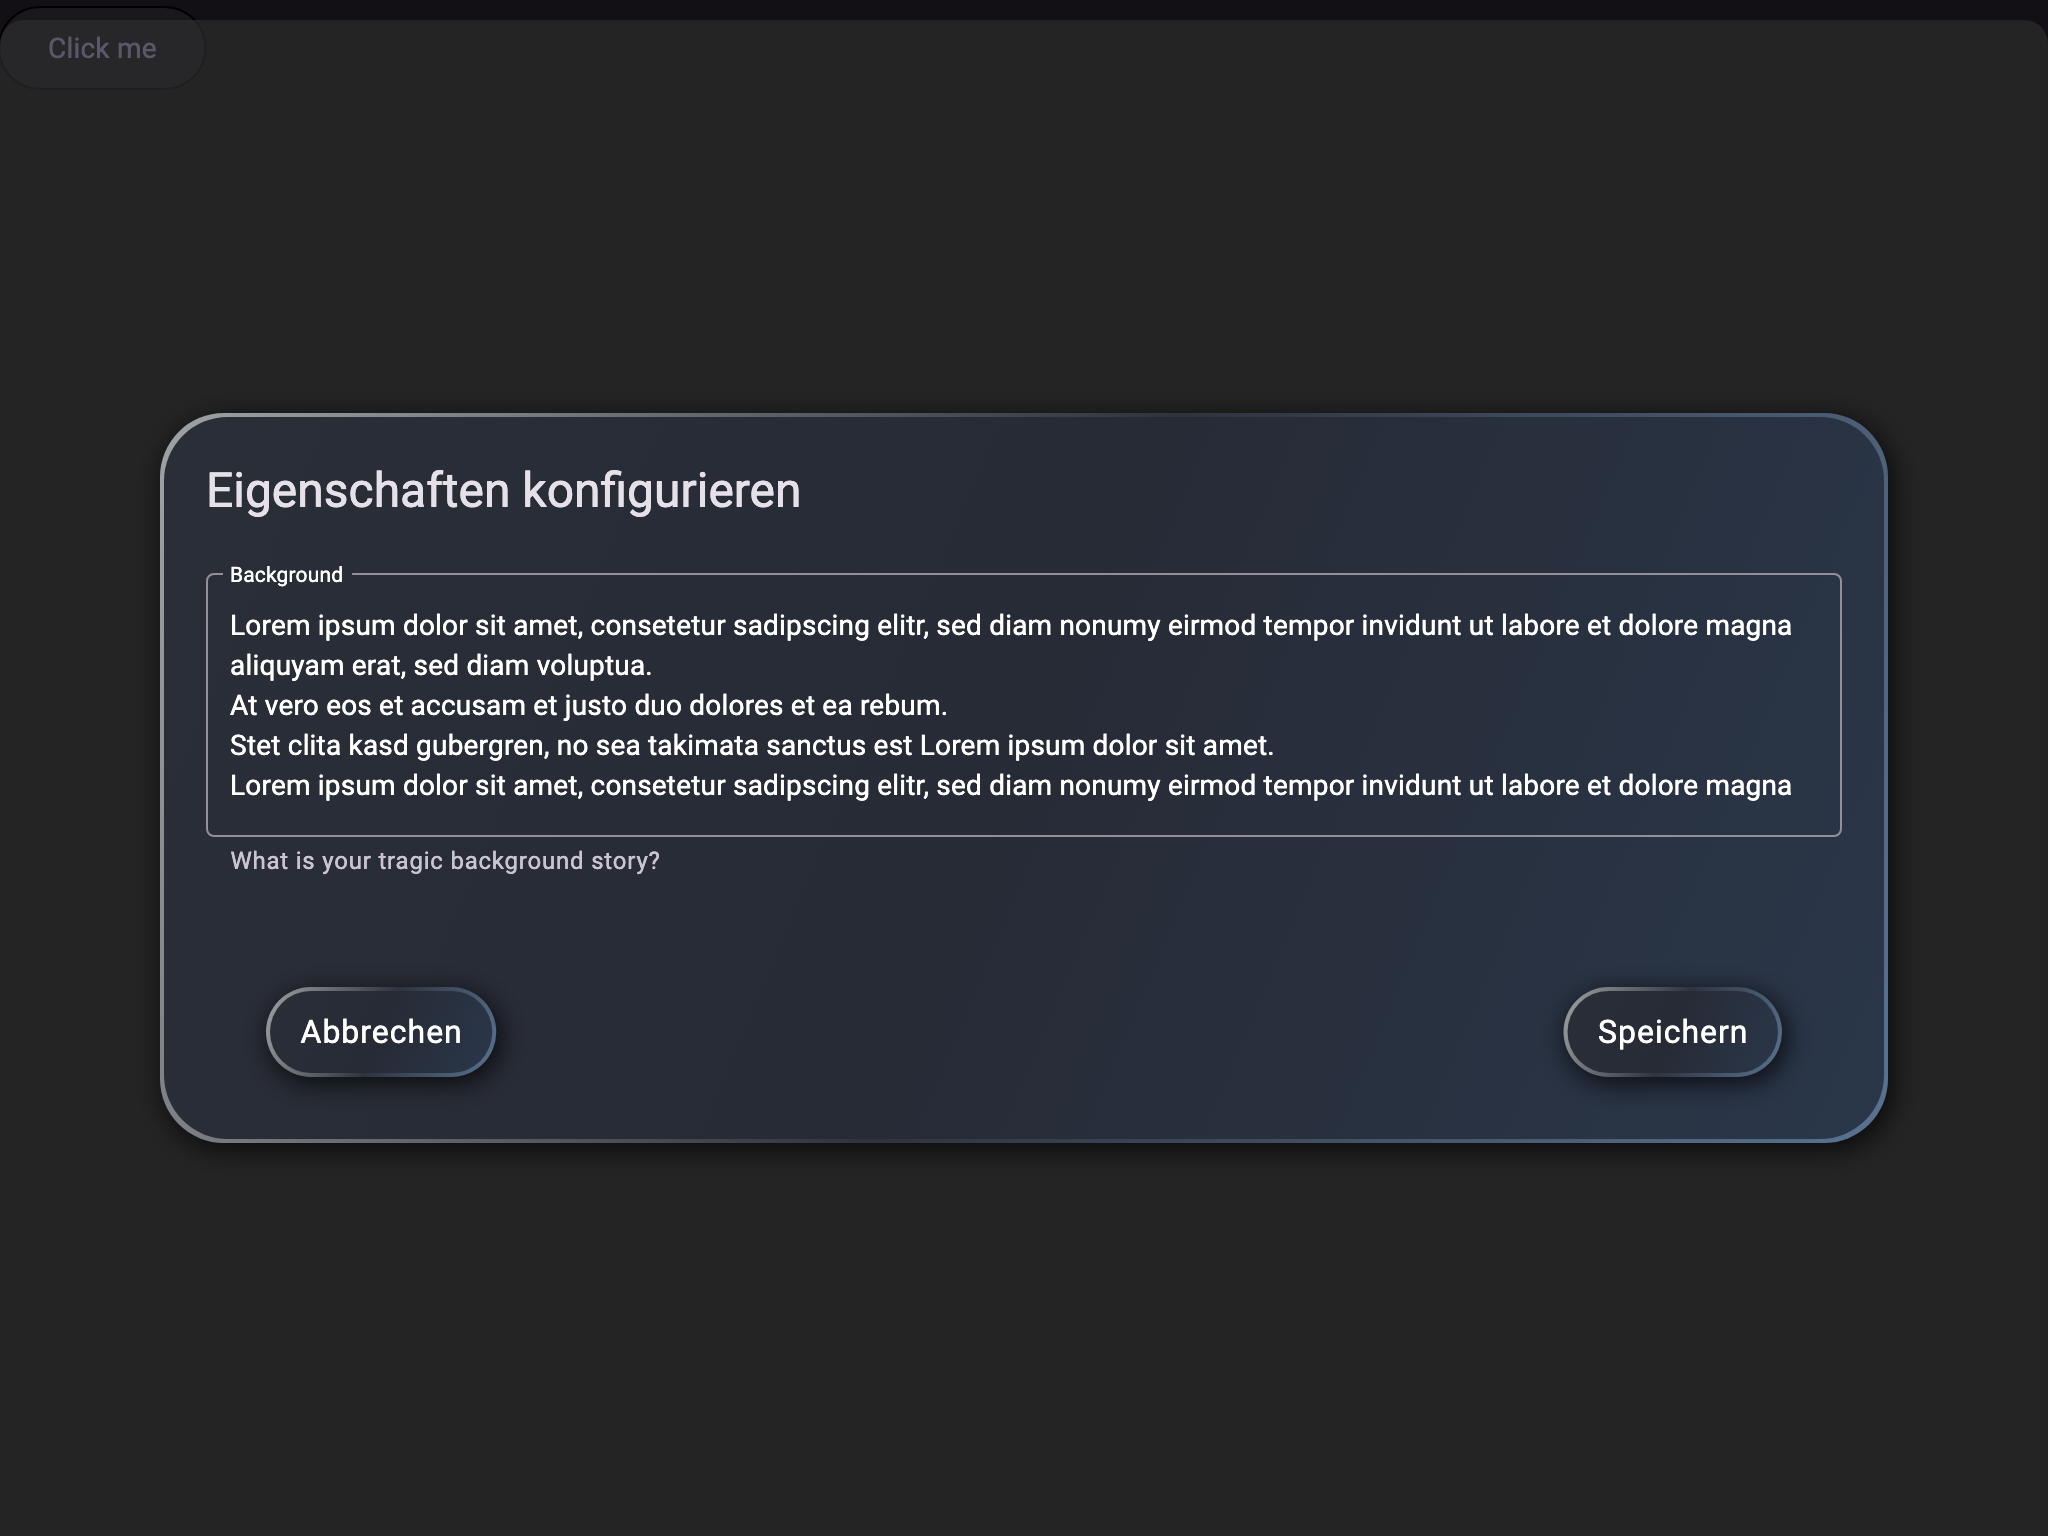 Click me
Eigenschaften konfigurieren
Background
Lorem ipsum dolor sit amet, consetetur sadipscing elitr, sed diam nonumy eirmod tempor invidunt ut labore et dolore magna
aliquyam erat, sed diam voluptua.
At vero eos et accusam et justo duo dolores et ea rebum.
Stet clita kasd gubergren, no sea takimata sanctus est Lorem ipsum dolor sit amet.
Lorem ipsum dolor sit amet, consetetur sadipscing elitr, sed diam nonumy eirmod tempor invidunt ut labore et dolore magna
What is your tragic background story?
Abbrechen
Speichern